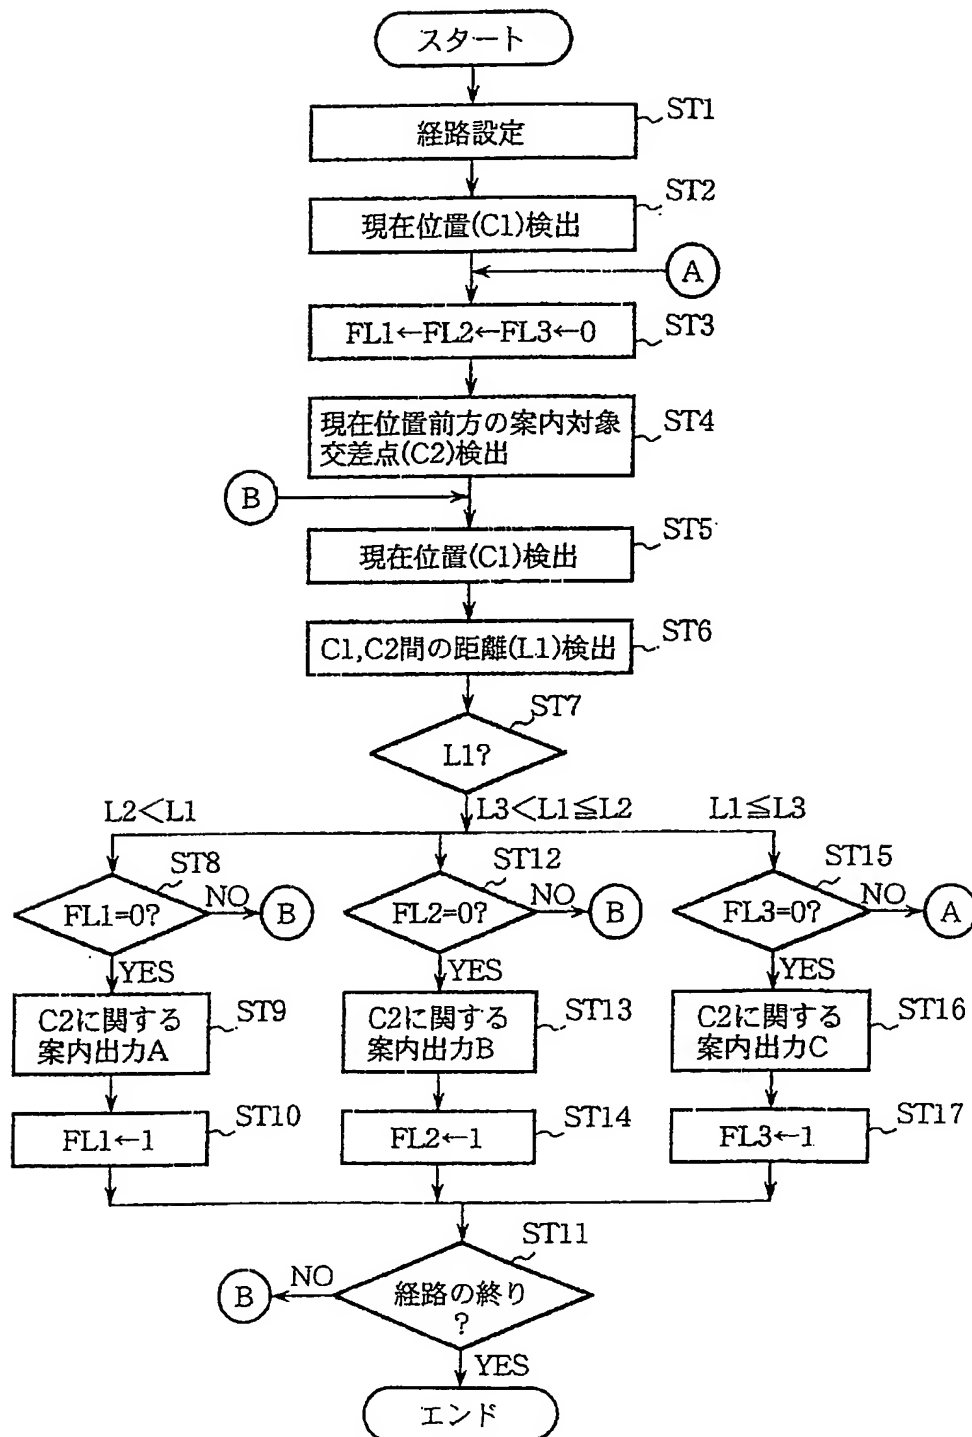 スタート
経路設定
ST1
現在位置(C1)検出
ST2
A
FL1←FL2←FL3←0
ST3
現在位置前方の案内対象
交差点(C2)検出
ST4
B
現在位置(C1)検出
ST5
C1,C2間の距離(L1)検出
ST6
L1?
ST7
L2<L1
L3<L1≦L2
L1≦L3
FL1=0?
ST8
NO
B
FL2=0?
ST12
NO
B
FL3=0?
ST15
NO
A
YES
YES
YES
C2に関する
案内出力A
ST9
C2に関する
案内出力B
ST13
C2に関する
案内出力C
ST16
FL1←1
ST10
FL2←1
ST14
FL3←1
ST17
経路の終り
?
ST11
NO
B
YES
エンド